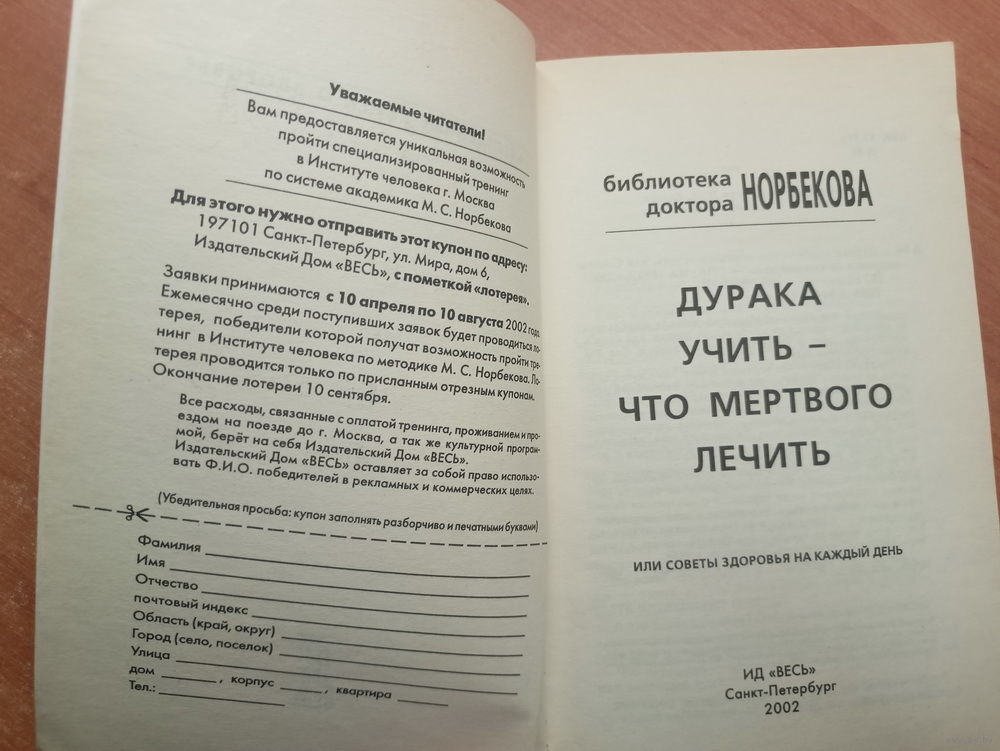 Уважаемые читатели!
Вам предоставляется уникальная возможность
пройти специализированный тренинг
в Институте человека г. Москва
по системе академика М. С. Норбекова
Для этого нужно отправить этот купон по адресу:
197101 Санкт-Петербург, ул. Мира, дом 6,
Издательский Дом «ВЕСЬ», с пометкой «лотерея».
Заявки принимаются с 10 апреля по 10 августа 2002 года.
Ежемесячно среди поступивших заявок будет проводиться ло-
терея, победители которой получат возможность пройти тре-
нинг в Институте человека по методике М. С. Норбекова. Ло-
терея проводится только по присланным отрезным купонам.
Окончание лотереи 10 сентября.
Все расходы, связанные с оплатой тренинга, проживанием и про-
ездом на поезде до г. Москва, а так же культурной програм-
мой, берёт на себя Издательский Дом «ВЕСЬ».
Издательский Дом «ВЕСЬ» оставляет за собой право использо-
вать Ф.И.О. победителей в рекламных и коммерческих целях.
(Убедительная просьба: купон заполнять разборчиво и печатными буквами)
Фамилия
Имя
Отчество
почтовый индекс
Область (край, округ)
Город (село, поселок)
Улица
дом , корпус , квартира
Тел.:
библиотека
доктора НОРБЕКОВА
ДУРАКА
УЧИТЬ –
ЧТО МЕРТВОГО
ЛЕЧИТЬ
ИЛИ СОВЕТЫ ЗДОРОВЬЯ НА КАЖДЫЙ ДЕНЬ
ИД «ВЕСЬ»
Санкт-Петербург
2002